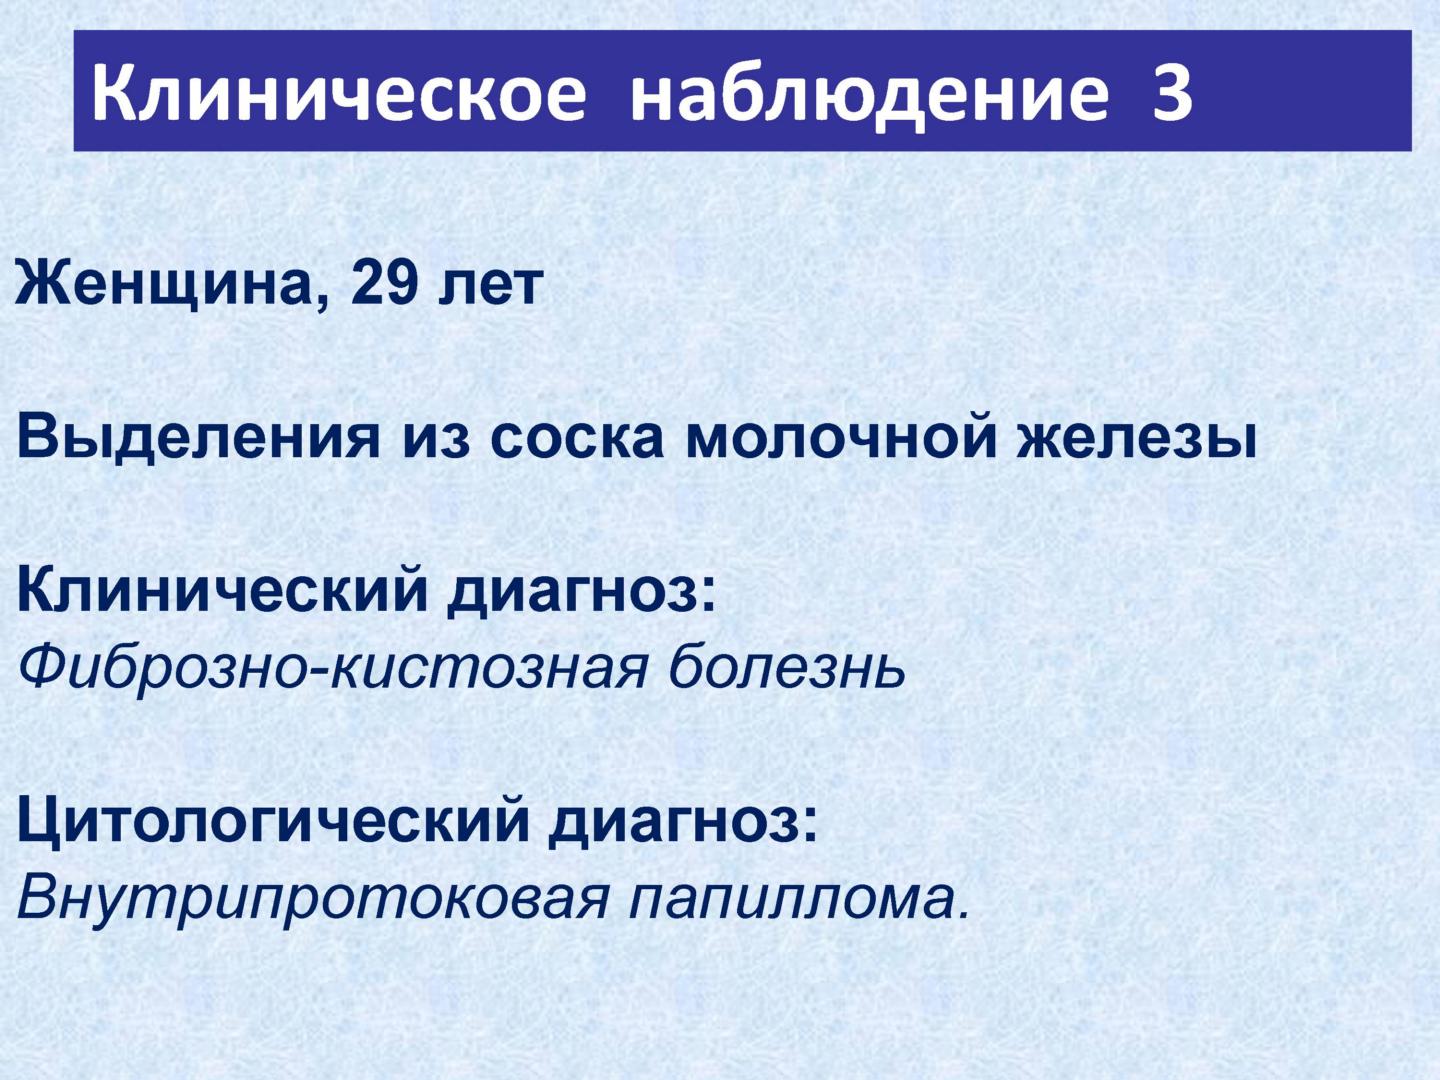 Клиническое наблюдение 3
Женщина, 29 лет
Выделения из соска молочной железы
Клинический диагноз:
Фиброзно-кистозная болезнь
Цитологический диагноз:
Внутрипротоковая папиллома.